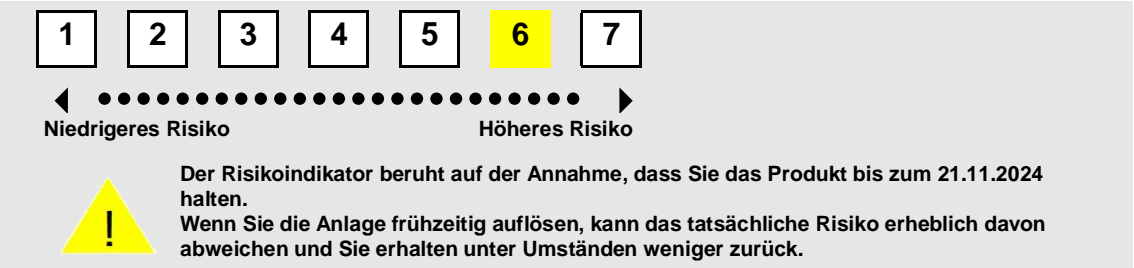 1 2 3 4 5 6 7
Niedrigeres Risiko Höheres Risiko
Der Risikoindikator beruht auf der Annahme, dass Sie das Produkt bis zum 21.11.2024
halten.
Wenn Sie die Anlage frühzeitig auflösen, kann das tatsächliche Risiko erheblich davon
abweichen und Sie erhalten unter Umständen weniger zurück.
!